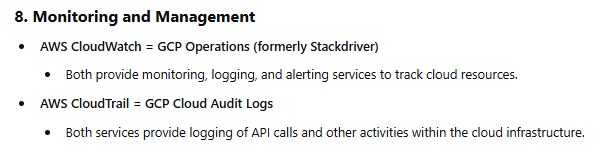 8. Monitoring and Management
• AWS CloudWatch = GCP Operations (formerly Stackdriver)
• Both provide monitoring, logging, and alerting services to track cloud resources.
• AWS CloudTrail = GCP Cloud Audit Logs
• Both services provide logging of API calls and other activities within the cloud infrastructure.